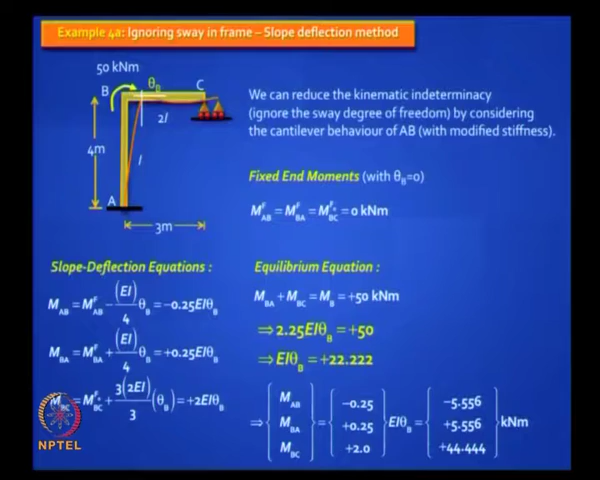 Example 4a: Ignoring sway in frame – Slope deflection method
50 kNm
B θ_B C
2I
4m
I
A
3m
We can reduce the kinematic indeterminacy
(ignore the sway degree of freedom) by considering
the cantilever behaviour of AB (with modified stiffness).
Fixed End Moments (with θ_B=0)
M^F_AB = M^F_BA = M^F°_BC = 0 kNm
Slope-Deflection Equations :
M_AB = M^F_AB − (EI)/4 θ_B = −0.25EIθ_B
M_BA = M^F_BA + (EI)/4 θ_B = +0.25EIθ_B
M_BC = M^F°_BC + 3(2EI)/3 (θ_B) = +2EIθ_B
Equilibrium Equation :
M_BA + M_BC = M_B = +50 kNm
⇒ 2.25EIθ_B = +50
⇒ EIθ_B = +22.222
⇒ { M_AB M_BA M_BC } = { −0.25 +0.25 +2.0 } EIθ_B = { −5.556 +5.556 +44.444 } kNm
NPTEL